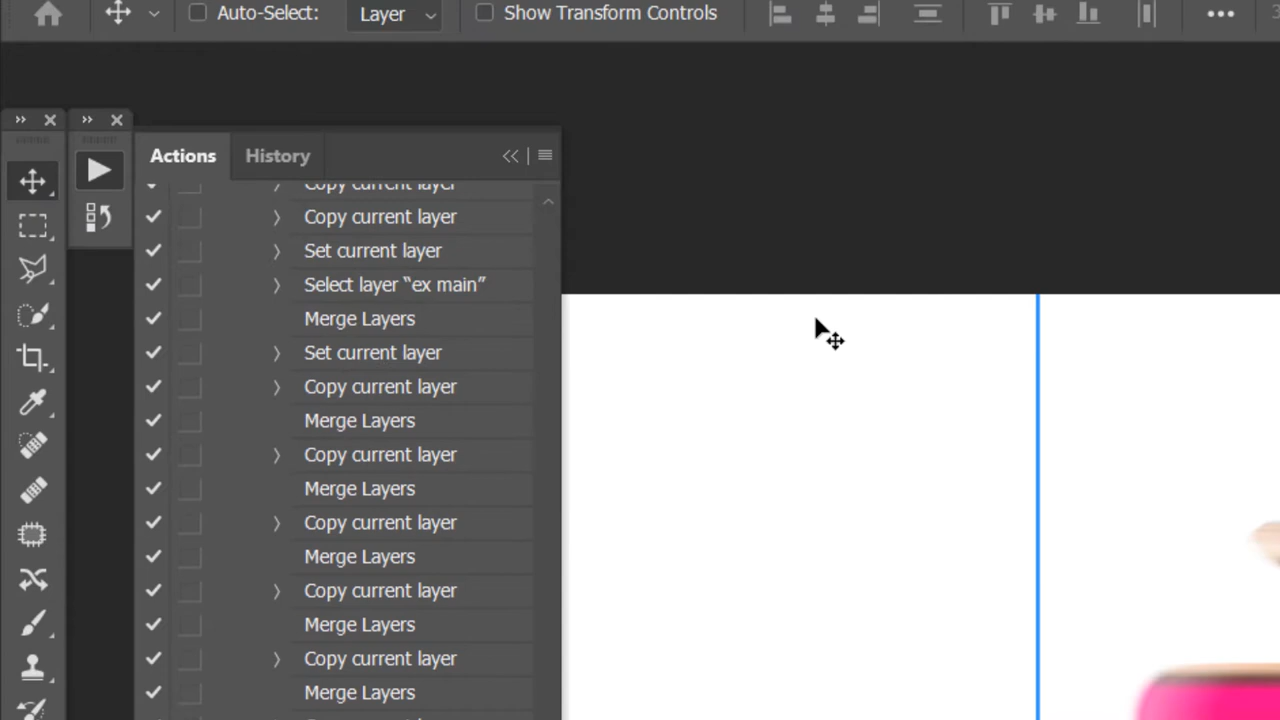 Auto-Select: Layer Show Transform Controls
Actions History
Copy current layer
Copy current layer
Set current layer
Select layer “ex main”
Merge Layers
Set current layer
Copy current layer
Merge Layers
Copy current layer
Merge Layers
Copy current layer
Merge Layers
Copy current layer
Merge Layers
Copy current layer
Merge Layers